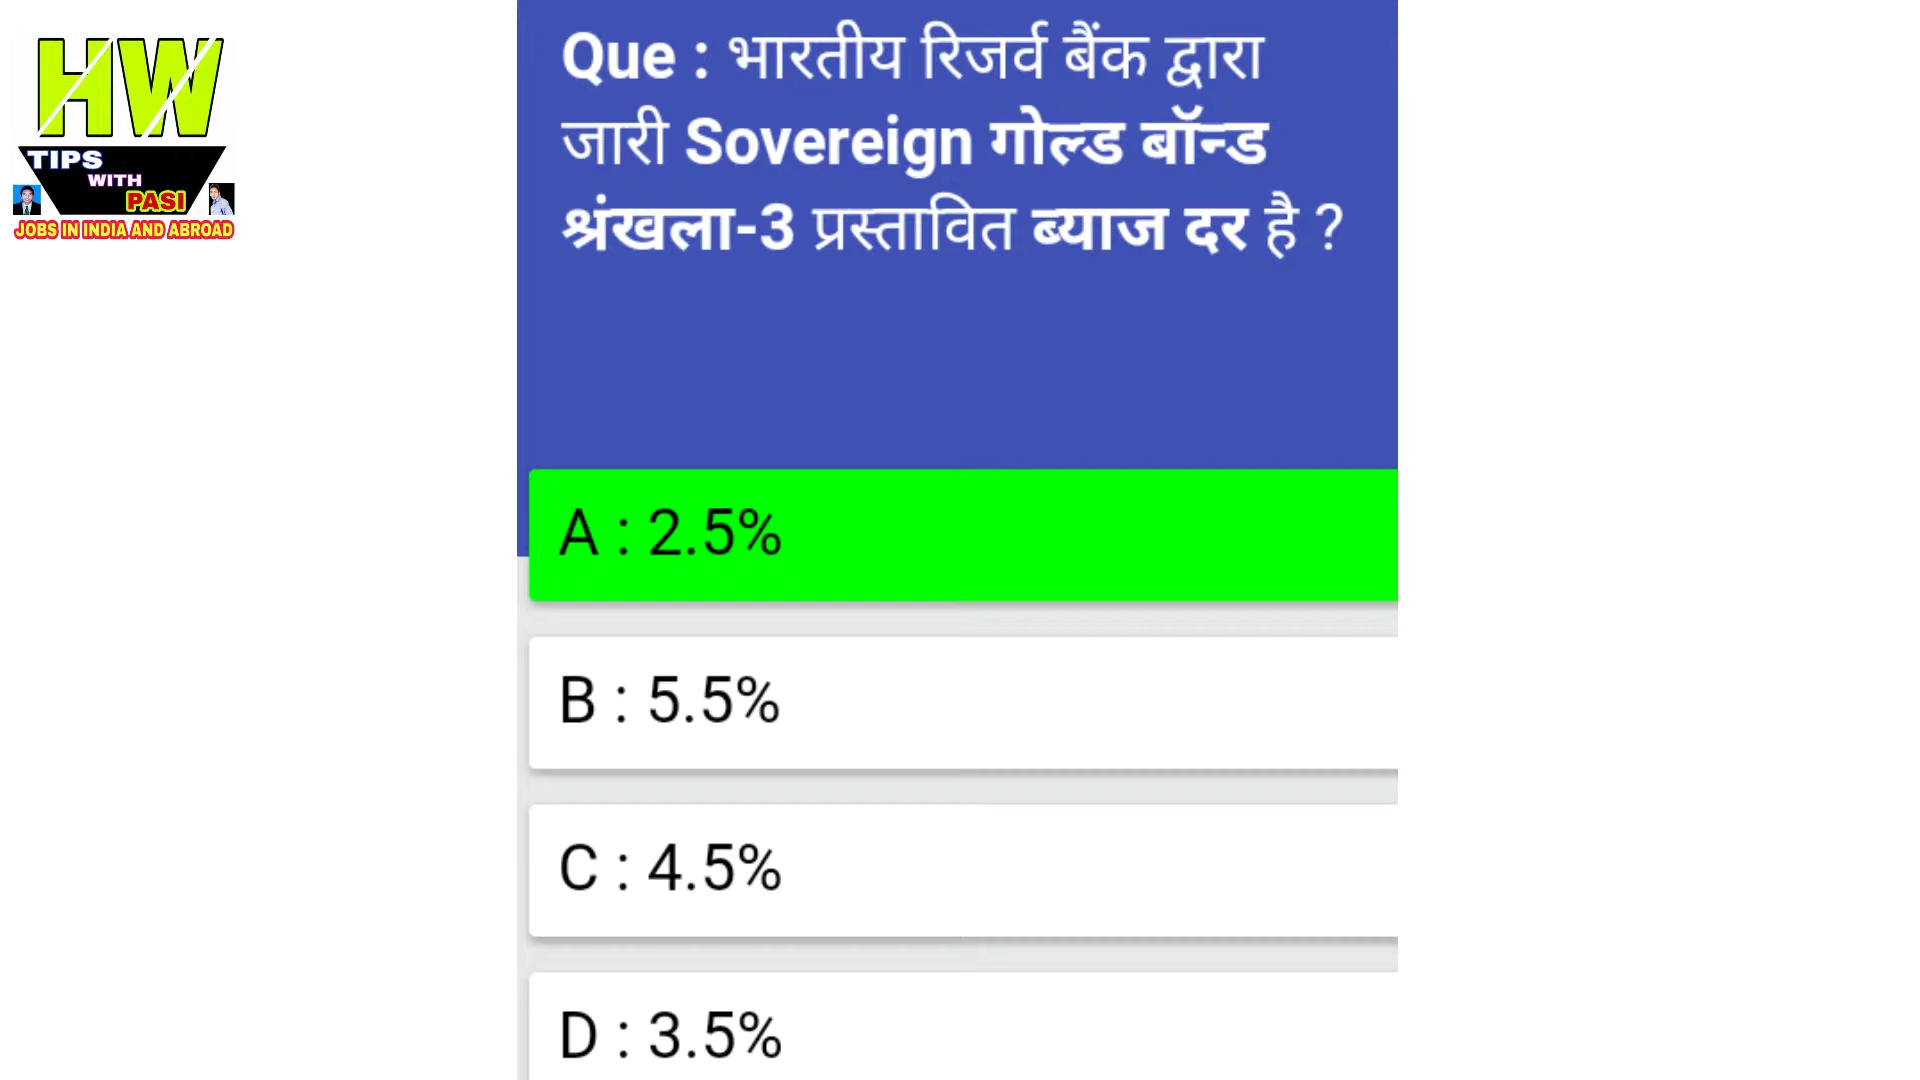 HW
TIPS
WITH
PASI
JOBS IN INDIA AND ABROAD
Que : भारतीय रिजर्व बैंक द्वारा
जारी Sovereign गोल्ड बॉन्ड
श्रंखला-3 प्रस्तावित ब्याज दर है ?
A : 2.5%
B : 5.5%
C : 4.5%
D : 3.5%